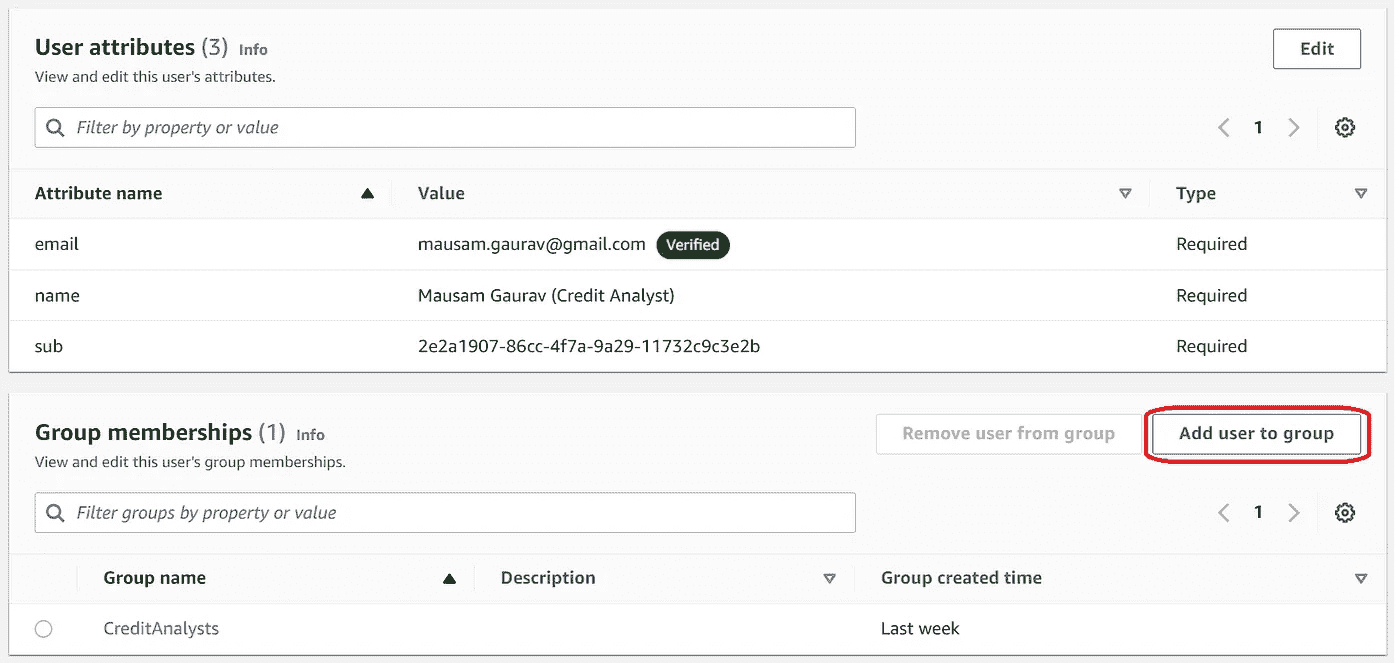 User attributes (3) Info
Edit
View and edit this user's attributes.
Filter by property or value
1
Attribute name Value Type
email mausam.gaurav@gmail.com Verified Required
name Mausam Gaurav (Credit Analyst) Required
sub 2e2a1907-86cc-4f7a-9a29-11732c9c3e2b Required
Group memberships (1) Info
Remove user from group Add user to group
View and edit this user's group memberships.
Filter groups by property or value
1
Group name Description Group created time
CreditAnalysts Last week